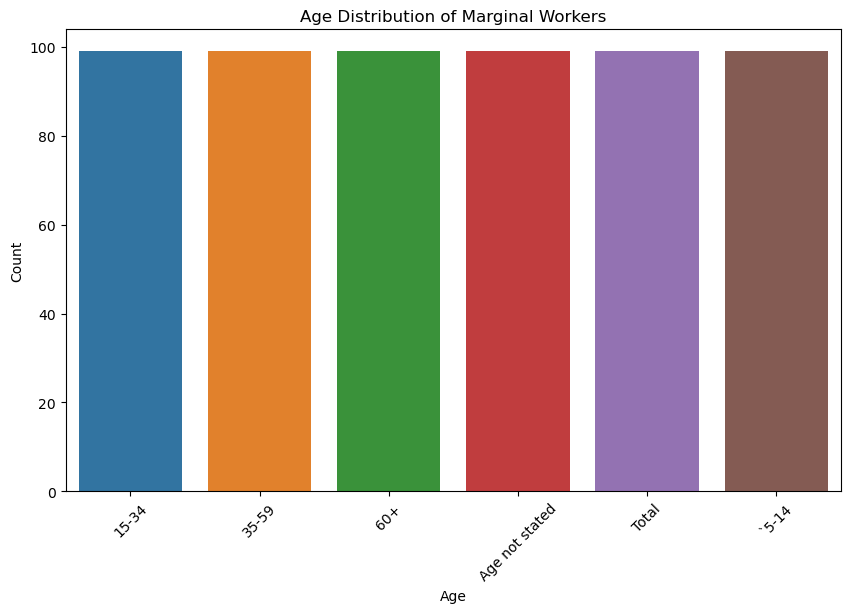 Age Distribution of Marginal Workers
100
80
60
40
20
0
Count
15-34
35-59
60+
Age not stated
Total
`5-14
Age